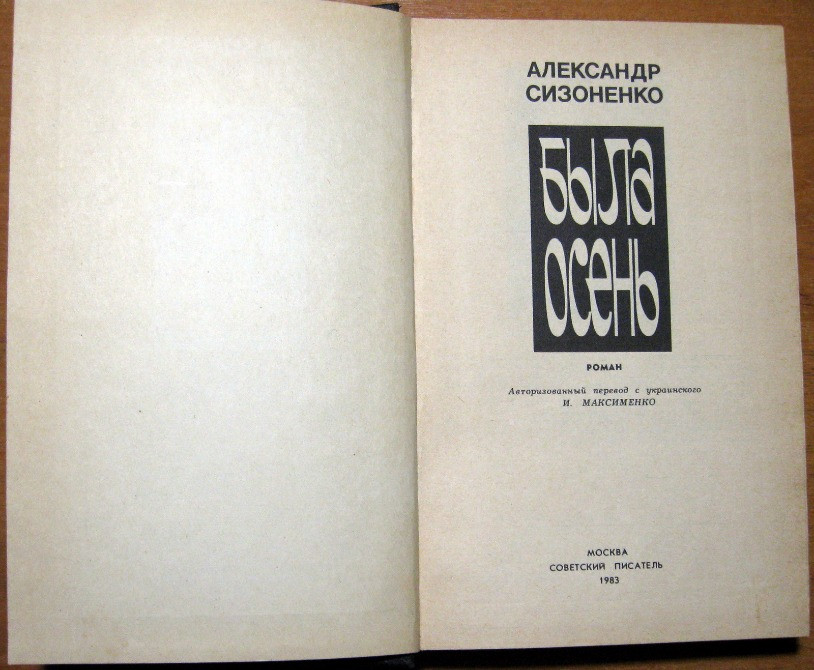 АЛЕКСАНДР
СИЗОНЕНКО
БЫЛА
ОСЕНЬ
РОМАН
Авторизованный перевод с украинского
И. МАКСИМЕНКО
МОСКВА
СОВЕТСКИЙ ПИСАТЕЛЬ
1983